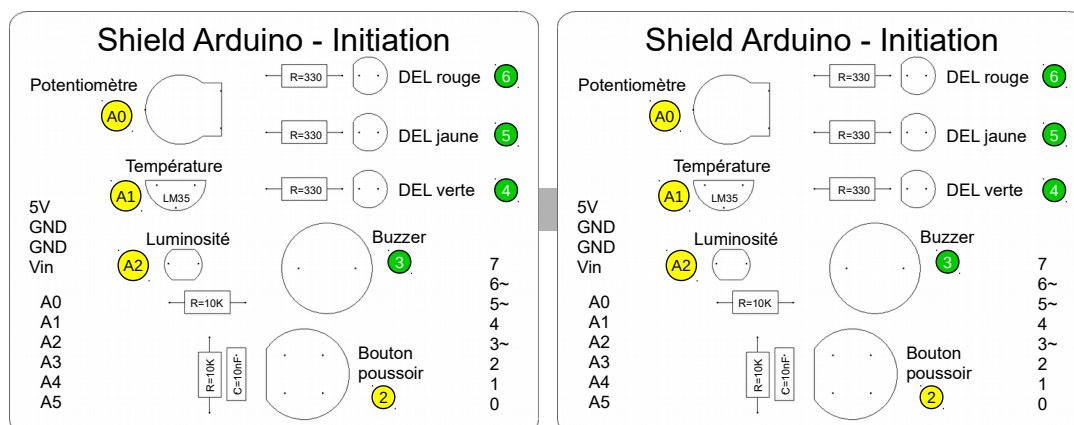 Shield Arduino - Initiation
Potentiomètre
A0
R=330
DEL rouge
6
R=330
DEL jaune
5
Température
A1
LM35
R=330
DEL verte
4
5V
GND
GND
Vin
Luminosité
A2
Buzzer
3
R=10K
A0
A1
A2
A3
A4
A5
R=10K
C=10nF
Bouton
poussoir
2
7
6~
5~
4
3~
2
1
0
Shield Arduino - Initiation
Potentiomètre
A0
R=330
DEL rouge
6
R=330
DEL jaune
5
Température
A1
LM35
R=330
DEL verte
4
5V
GND
GND
Vin
Luminosité
A2
Buzzer
3
R=10K
A0
A1
A2
A3
A4
A5
R=10K
C=10nF
Bouton
poussoir
2
7
6~
5~
4
3~
2
1
0